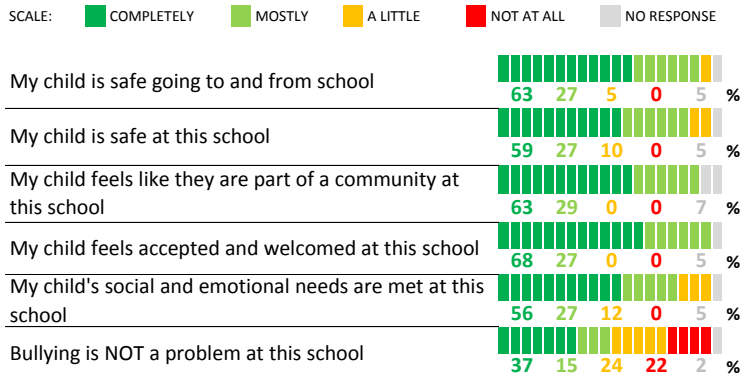 SCALE: COMPLETELY MOSTLY A LITTLE NOT AT ALL NO RESPONSE
My child is safe going to and from school
63 27 5 0 5 %
My child is safe at this school
59 27 10 0 5 %
My child feels like they are part of a community at
this school
63 29 0 0 7 %
My child feels accepted and welcomed at this school
68 27 0 0 5 %
My child's social and emotional needs are met at this
school
56 27 12 0 5 %
Bullying is NOT a problem at this school
37 15 24 22 2 %